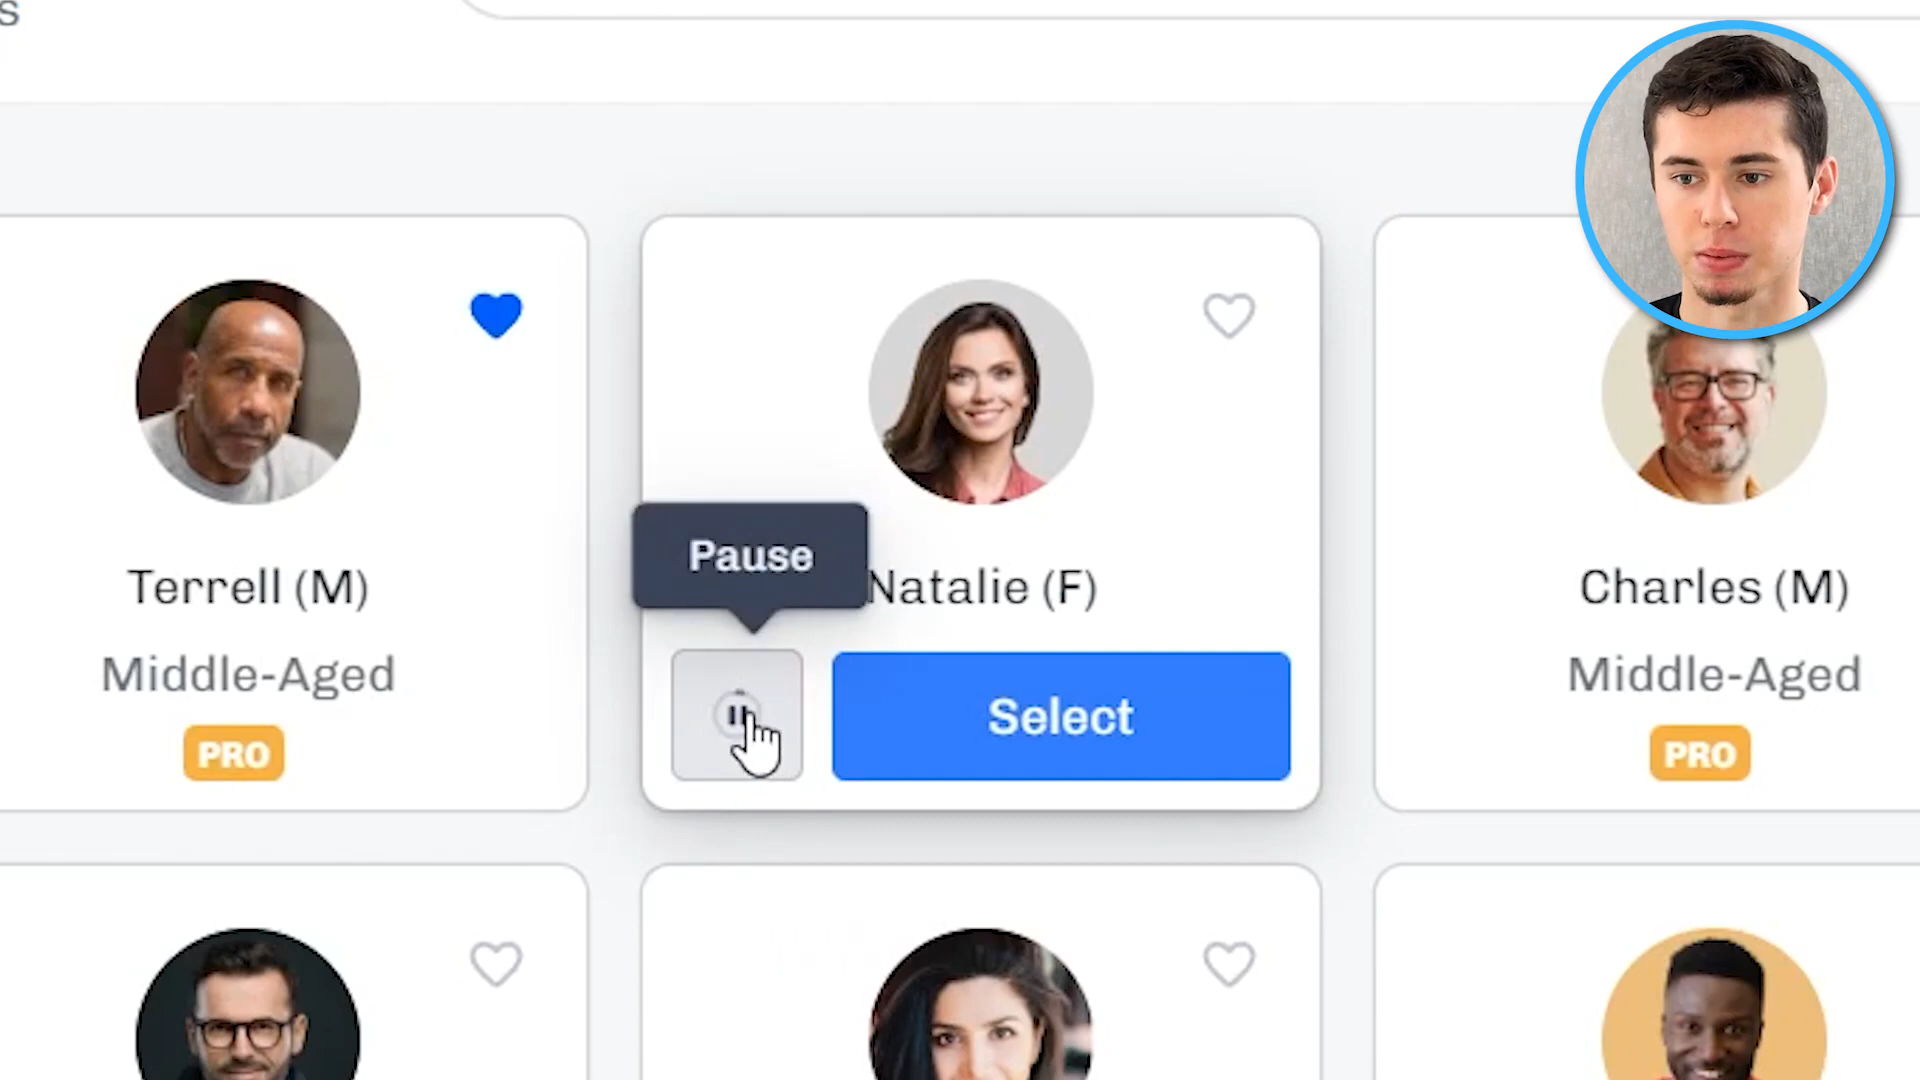 s
Pause
Terrell (M)
Natalie (F)
Charles (M)
Middle-Aged
Select
Middle-Aged
PRO
PRO